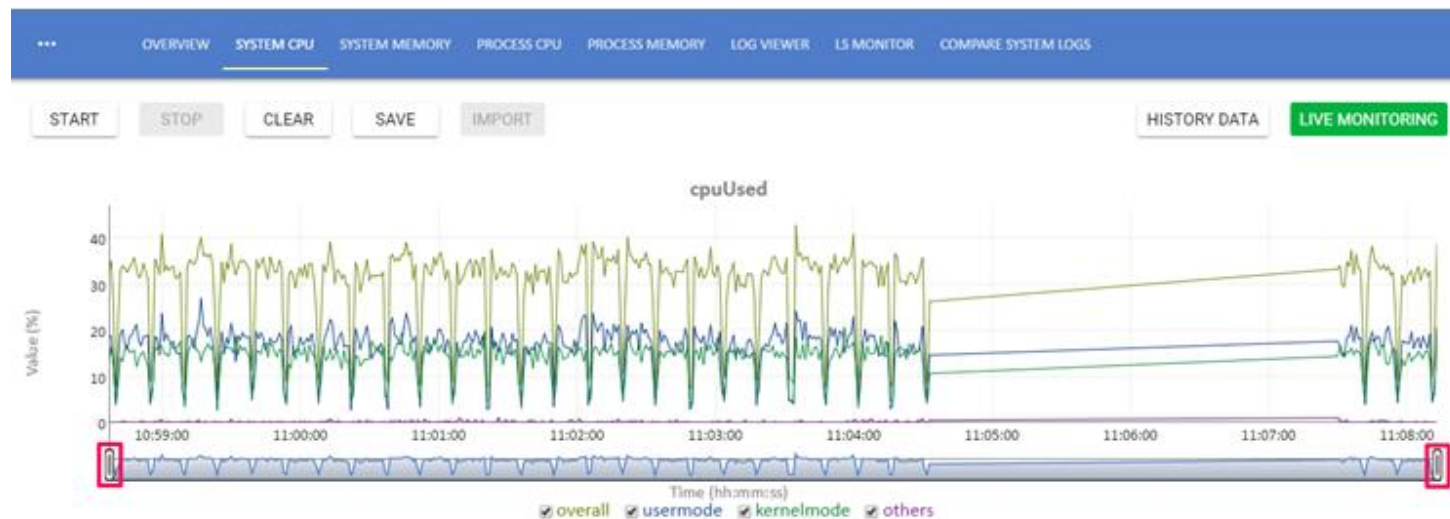 ... OVERVIEW SYSTEM CPU SYSTEM MEMORY PROCESS CPU PROCESS MEMORY LOG VIEWER LS MONITOR COMPARE SYSTEM LOGS
START STOP CLEAR SAVE IMPORT HISTORY DATA LIVE MONITORING
cpuUsed
Value (%)
40
30
20
10
0
10:59:00 11:00:00 11:01:00 11:02:00 11:03:00 11:04:00 11:05:00 11:06:00 11:07:00 11:08:00
Time (hh:mm:ss)
overall usermode kernelmode others